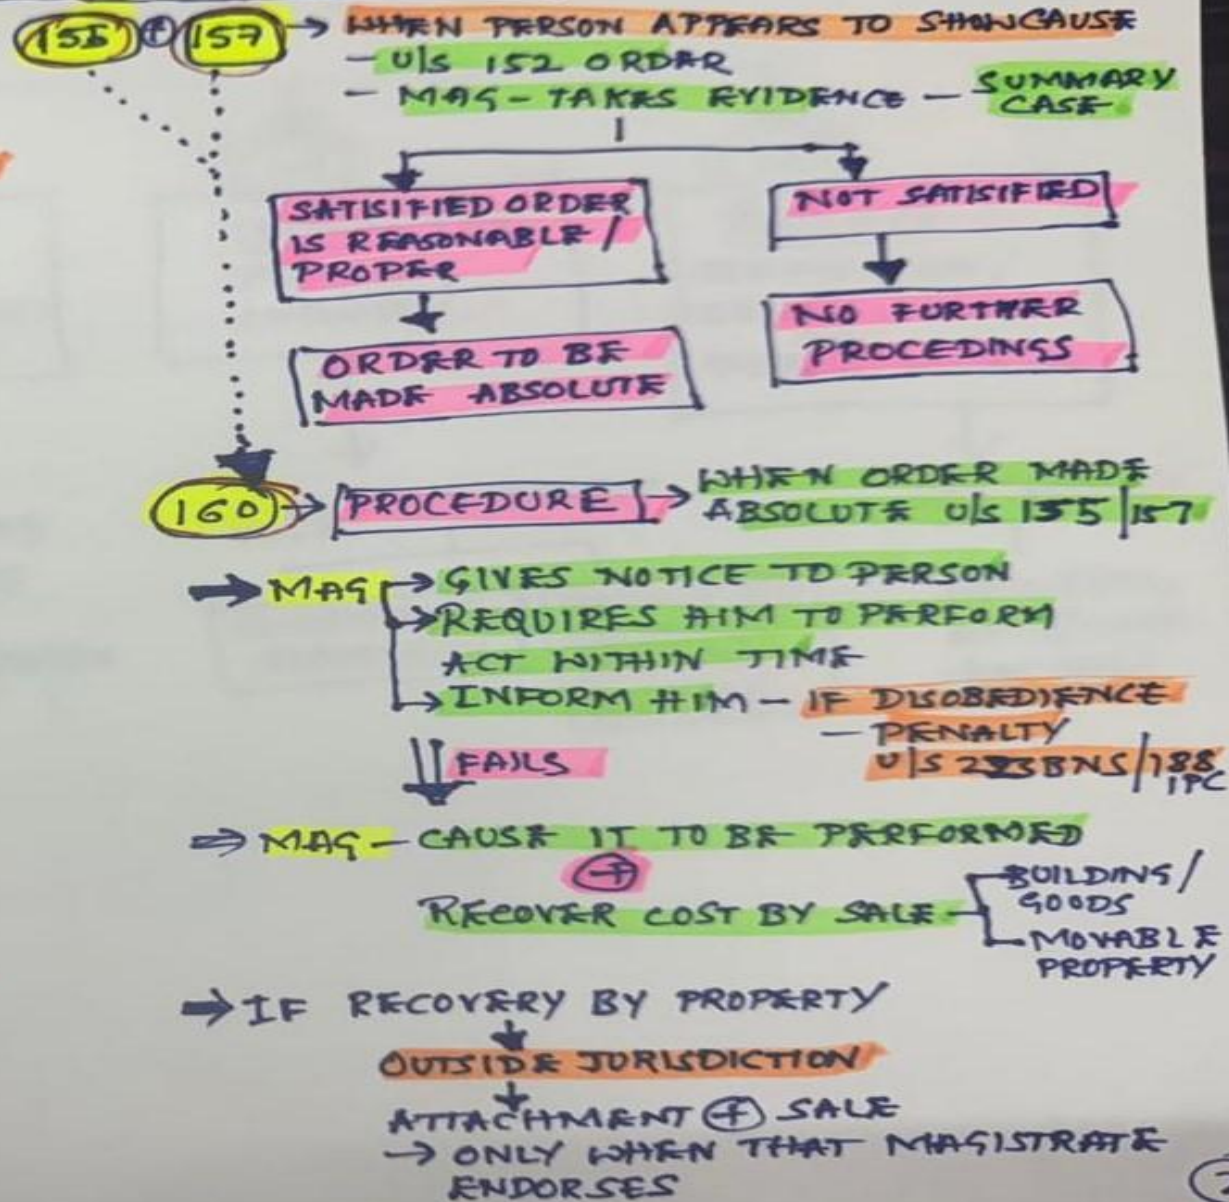 155 + 157 → WHEN PERSON APPEARS TO SHOWCAUSE
- U/S 152 ORDER
- MAG - TAKES EVIDENCE - SUMMARY CASE
SATISIFIED ORDER
IS REASONABLE /
PROPER
NOT SATISIFIED
ORDER TO BE
MADE ABSOLUTE
NO FURTHER
PROCEDINGS
160 → PROCEDURE → WHEN ORDER MADE
ABSOLUTE U/S 155/157
⇒ MAG → GIVES NOTICE TO PERSON
→ REQUIRES HIM TO PERFORM
ACT WITHIN TIME
→ INFORM HIM - IF DISOBEDIENCE
- PENALTY
U/S 223 BNS/188
IPC
FAILS
⇒ MAG - CAUSE IT TO BE PERFORMED
+
RECOVER COST BY SALE
BUILDING/
GOODS
MOVABLE
PROPERTY
⇒ IF RECOVERY BY PROPERTY
OUTSIDE JURISDICTION
ATTACHMENT + SALE
→ ONLY WHEN THAT MAGISTRATE
ENDORSES